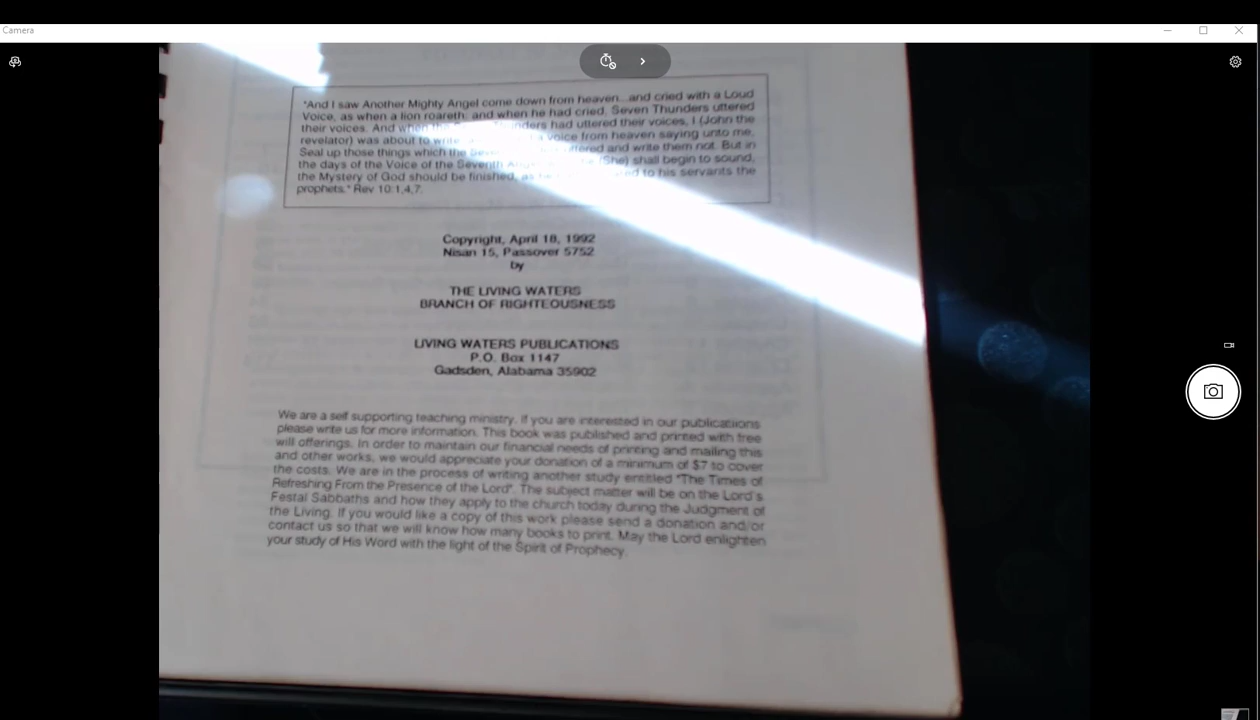 Camera
"And I saw Another Mighty Angel come down from heaven...and cried with a Loud
Voice, as when a lion roareth: and when he had cried, Seven Thunders uttered
their voices. And when the Thunders had uttered their voices, I (John the
revelator) was about to write, voice from heaven saying unto me,
Seal up those things which the uttered and write them not. But in
the days of the Voice of the Seventh (She) shall begin to sound,
the Mystery of God should be finished, as to his servants the
prophets." Rev 10:1,4,7.
Copyright, April 18, 1992
Nisan 15, Passover 5752
by
THE LIVING WATERS
BRANCH OF RIGHTEOUSNESS
LIVING WATERS PUBLICATIONS
P.O. Box 1147
Gadsden, Alabama 35902
We are a self supporting teaching ministry. If you are interested in our publications
please write us for more information. This book was published and printed with free
will offerings. In order to maintain our financial needs of printing and mailing this
and other works, we would appreciate your donation of a minimum of $7 to cover
the costs. We are in the process of writing another study entitled "The Times of
Refreshing From the Presence of the Lord". The subject matter will be on the Lord's
Festal Sabbaths and how they apply to the church today during the Judgment of
the Living. If you would like a copy of this work please send a donation and/or
contact us so that we will know how many books to print. May the Lord enlighten
your study of His Word with the light of the Spirit of Prophecy.